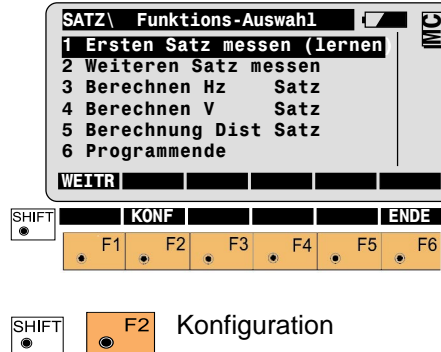 SATZ\ Funktions-Auswahl MC
1 Ersten Satz messen (lernen)
2 Weiteren Satz messen
3 Berechnen Hz Satz
4 Berechnen V Satz
5 Berechnung Dist Satz
6 Programmende
WEITR
SHIFT KONF ENDE
F1 F2 F3 F4 F5 F6
SHIFT F2 Konfiguration